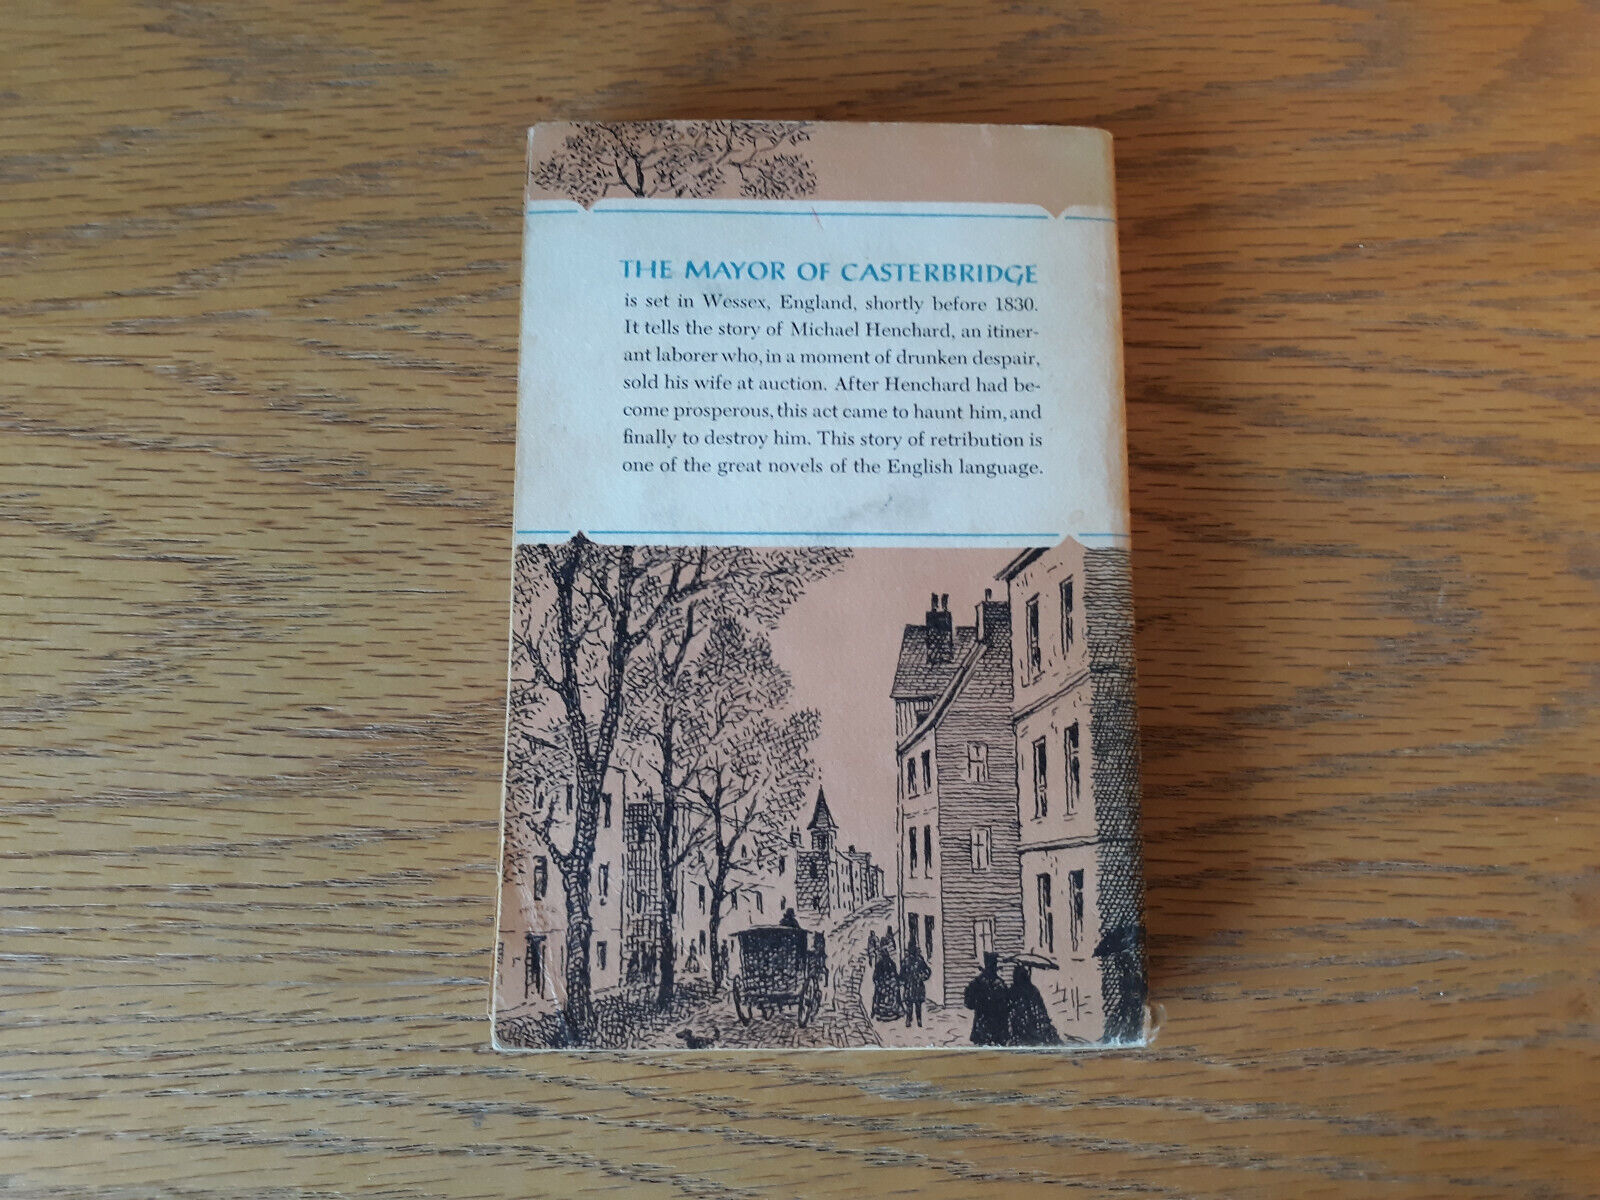 THE MAYOR OF CASTERBRIDGE
is set in Wessex, England, shortly before 1830.
It tells the story of Michael Henchard, an itiner-
ant laborer who, in a moment of drunken despair,
sold his wife at auction. After Henchard had be-
come prosperous, this act came to haunt him, and
finally to destroy him. This story of retribution is
one of the great novels of the English language.